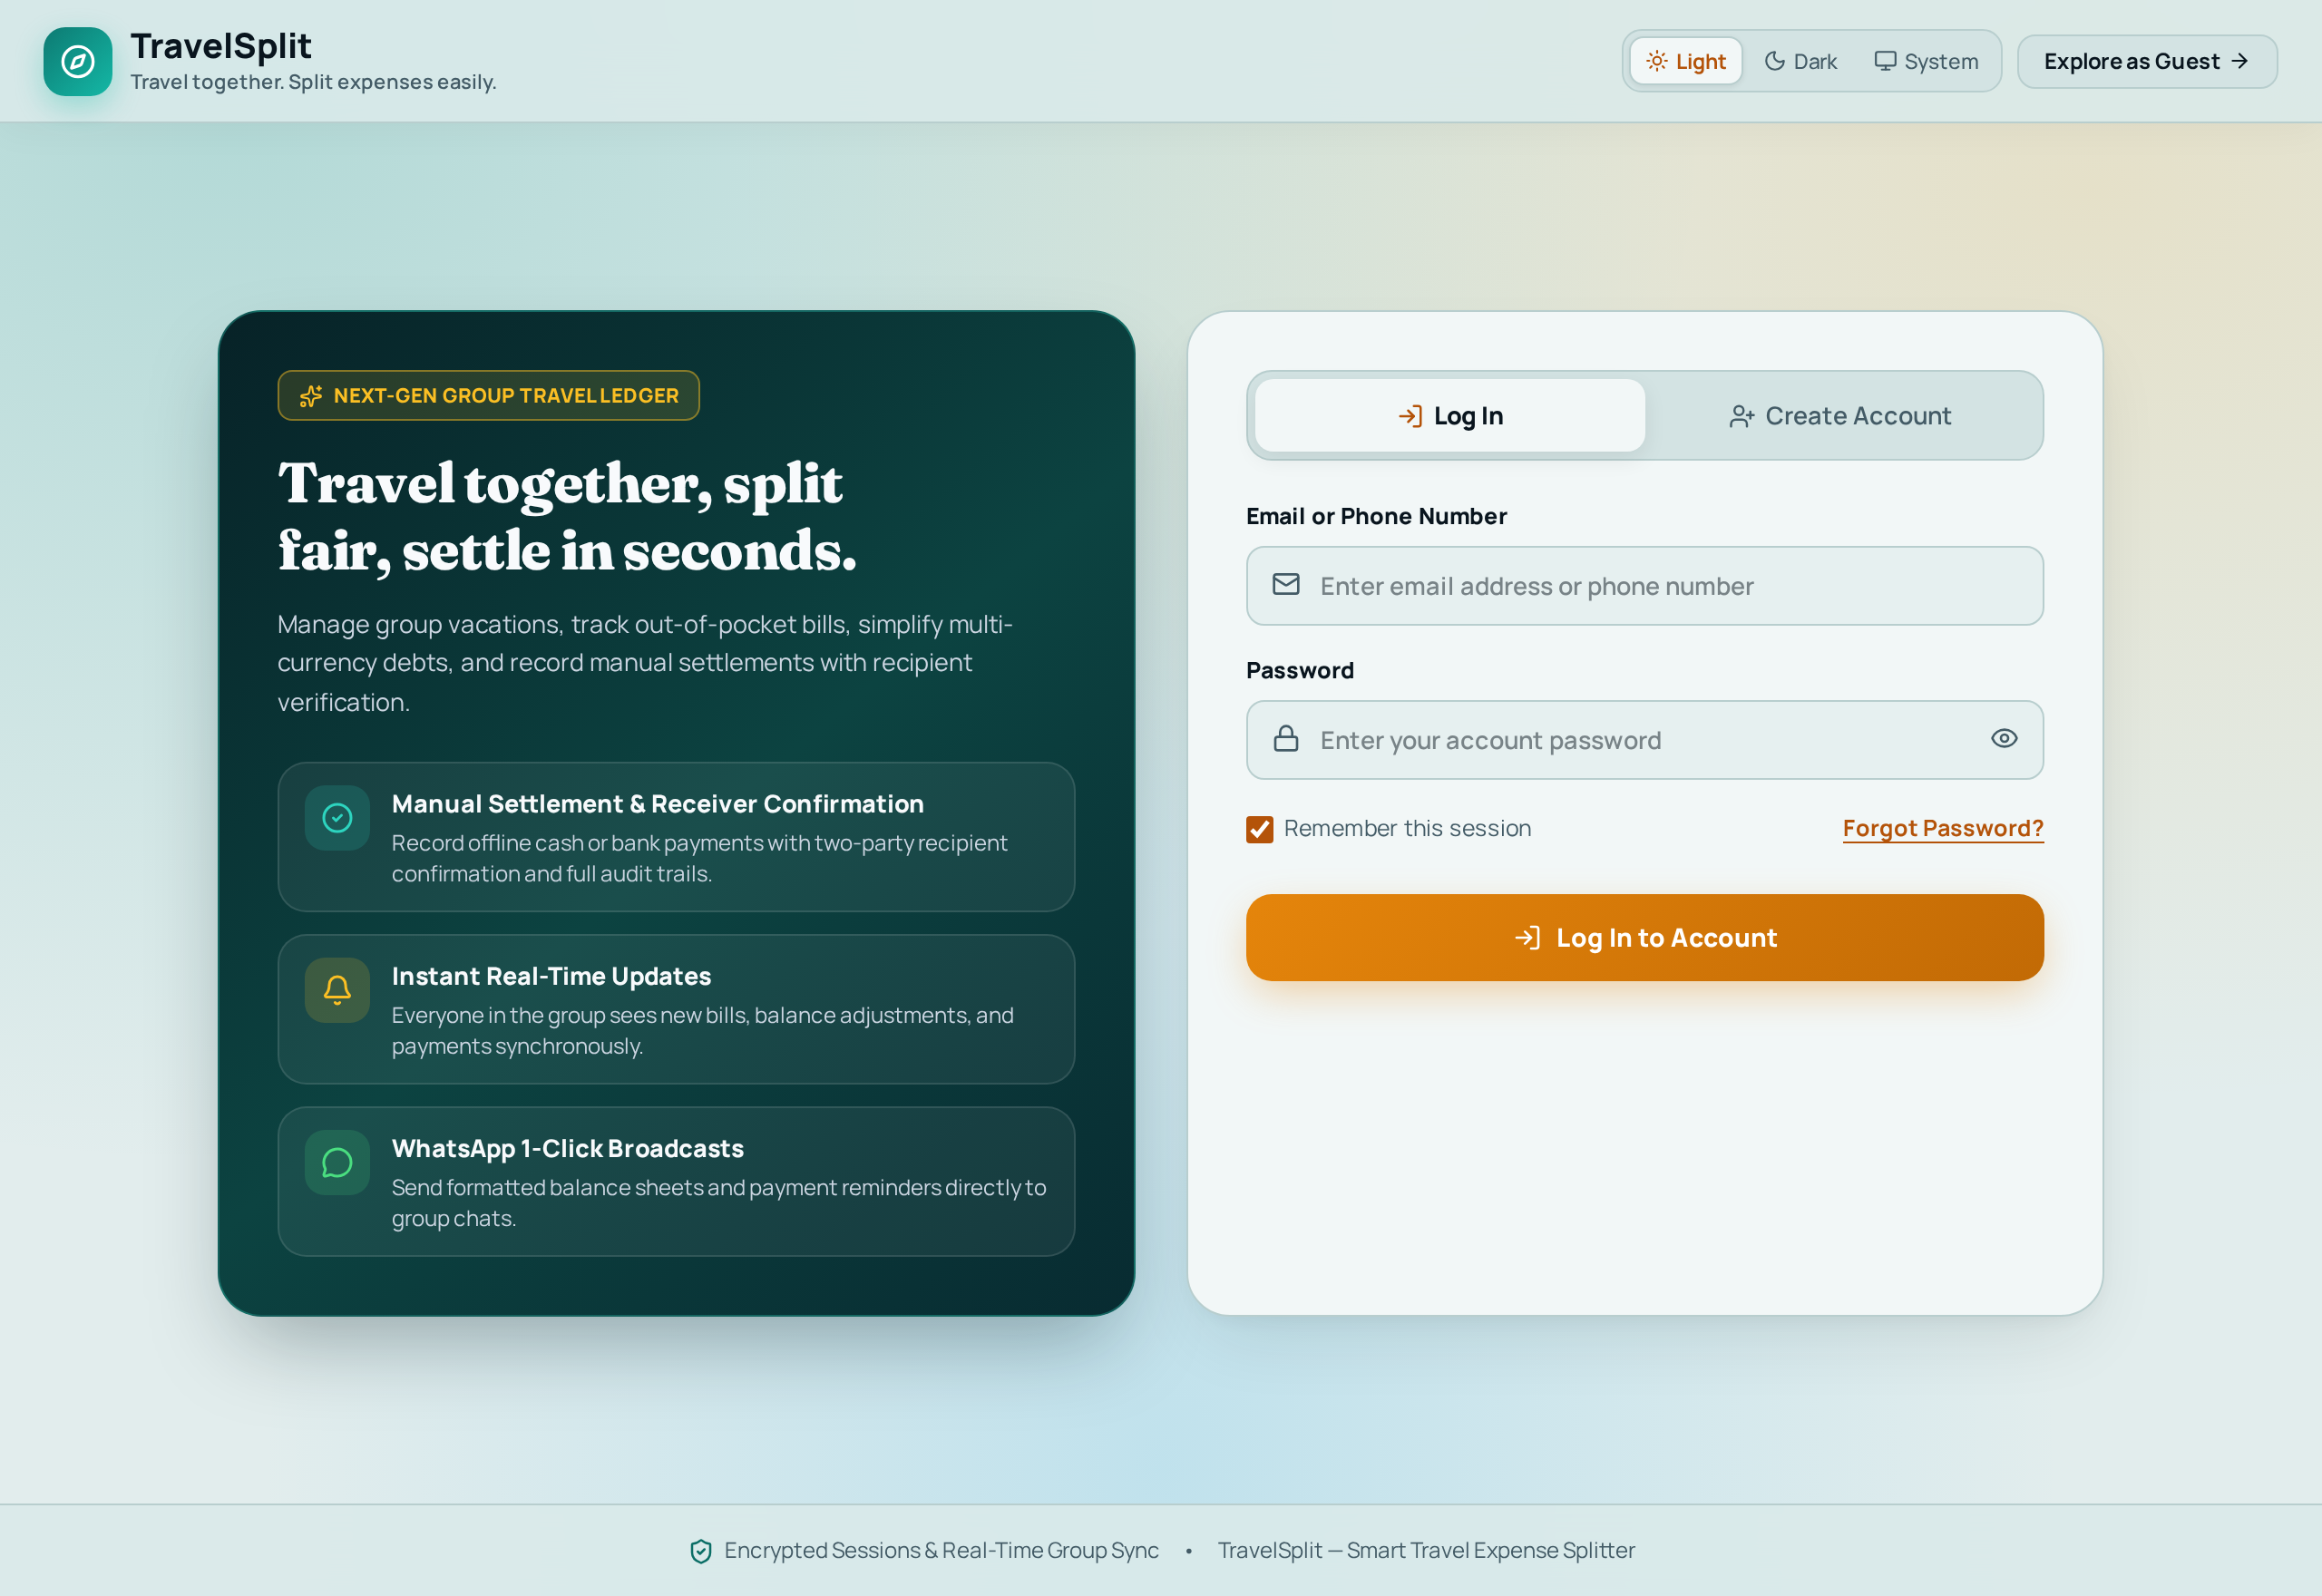 TravelSplit
Travel together. Split expenses easily.
Light
Dark
System
Explore as Guest →
NEXT-GEN GROUP TRAVEL LEDGER
Travel together, split
fair, settle in seconds.
Manage group vacations, track out-of-pocket bills, simplify multi-
currency debts, and record manual settlements with recipient
verification.
Manual Settlement & Receiver Confirmation
Record offline cash or bank payments with two-party recipient
confirmation and full audit trails.
Instant Real-Time Updates
Everyone in the group sees new bills, balance adjustments, and
payments synchronously.
WhatsApp 1-Click Broadcasts
Send formatted balance sheets and payment reminders directly to
group chats.
Log In
Create Account
Email or Phone Number
Enter email address or phone number
Password
Enter your account password
Remember this session
Forgot Password?
Log In to Account
Encrypted Sessions & Real-Time Group Sync • TravelSplit — Smart Travel Expense Splitter